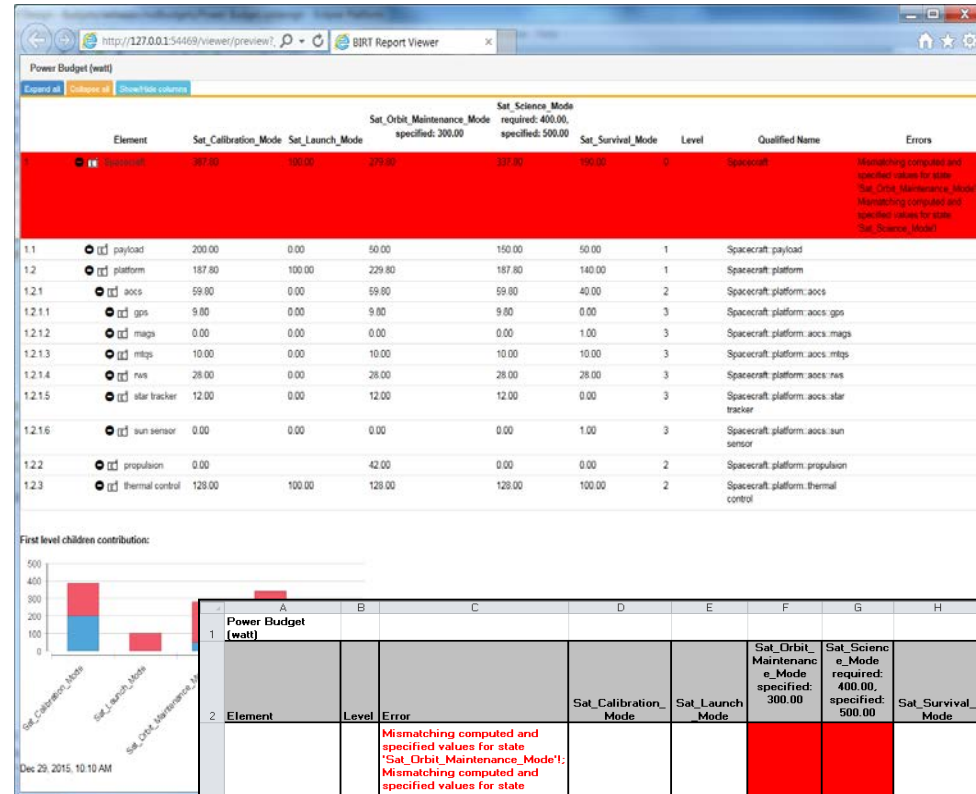 http://127.0.0.1:54469/viewer/preview?
BIRT Report Viewer
Power Budget (watt)
Expand all Collapse all Show/Hide columns
Element Sat_Calibration_Mode Sat_Launch_Mode Sat_Orbit_Maintenance_Mode specified: 300.00 Sat_Science_Mode required: 400.00, specified: 500.00 Sat_Survival_Mode Level Qualified Name Errors
1 Spacecraft 387.80 100.00 279.80 337.80 190.00 0 Spacecraft Mismatching computed and specified values for state 'Sat_Orbit_Maintenance_Mode' Mismatching computed and specified values for state 'Sat_Science_Mode'!
1.1 payload 200.00 0.00 50.00 150.00 50.00 1 Spacecraft::payload
1.2 platform 187.80 100.00 229.80 187.80 140.00 1 Spacecraft::platform
1.2.1 aocs 59.80 0.00 59.80 59.80 40.00 2 Spacecraft::platform::aocs
1.2.1.1 gps 9.80 0.00 9.80 9.80 0.00 3 Spacecraft::platform::aocs::gps
1.2.1.2 mags 0.00 0.00 0.00 0.00 1.00 3 Spacecraft::platform::aocs::mags
1.2.1.3 mtqs 10.00 0.00 10.00 10.00 10.00 3 Spacecraft::platform::aocs::mtqs
1.2.1.4 rws 28.00 0.00 28.00 28.00 28.00 3 Spacecraft::platform::aocs::rws
1.2.1.5 star tracker 12.00 0.00 12.00 12.00 0.00 3 Spacecraft::platform::aocs::star tracker
1.2.1.6 sun sensor 0.00 0.00 0.00 0.00 1.00 3 Spacecraft::platform::aocs::sun sensor
1.2.2 propulsion 0.00 42.00 0.00 0.00 2 Spacecraft::platform::propulsion
1.2.3 thermal control 128.00 100.00 128.00 128.00 100.00 2 Spacecraft::platform::thermal control
First level children contribution:
500
400
300
200
100
0
Sat_Calibration_Mode
Sat_Launch_Mode
Sat_Orbit_Maintenance_M
Dec 29, 2015, 10:10 AM
A B C D E F G H
1 Power Budget (watt)
2 Element Level Error Sat_Calibration_Mode Sat_Launch_Mode Sat_Orbit_Maintenance_Mode specified: 300.00 Sat_Science_Mode required: 400.00, specified: 500.00 Sat_Survival_Mode
Mismatching computed and
specified values for state
'Sat_Orbit_Maintenance_Mode'!;
Mismatching computed and
specified values for state